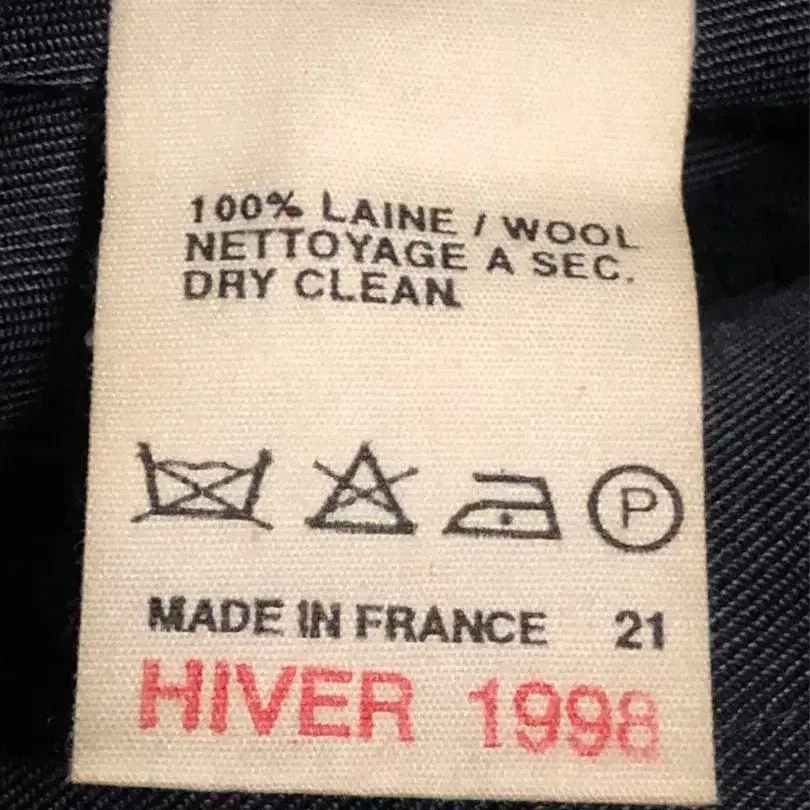 100% LAINE / WOOL
NETTOYAGE A SEC.
DRY CLEAN.
P
MADE IN FRANCE 21
HIVER 1998